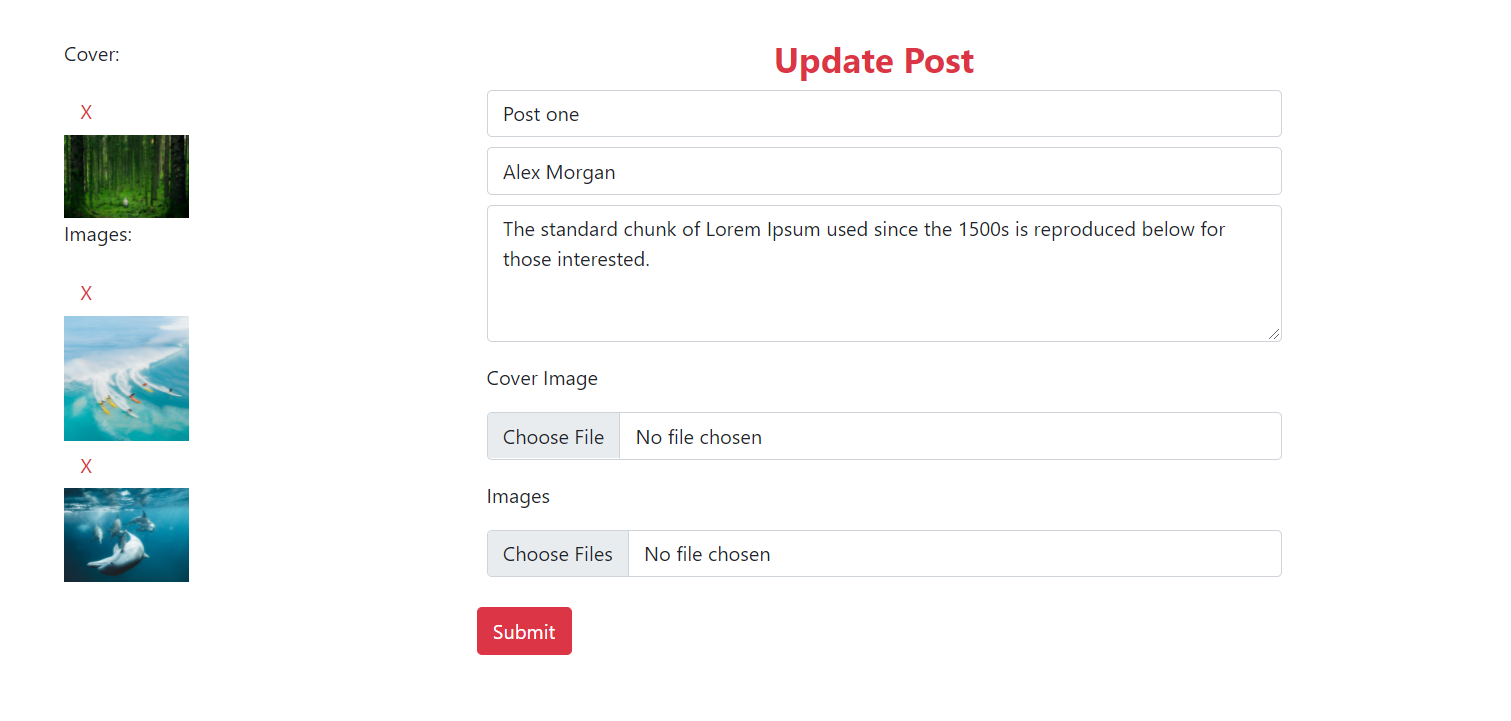 Cover:
X
Images:
X
X
Update Post
Post one
Alex Morgan
The standard chunk of Lorem Ipsum used since the 1500s is reproduced below for
those interested.
Cover Image
Choose File No file chosen
Images
Choose Files No file chosen
Submit